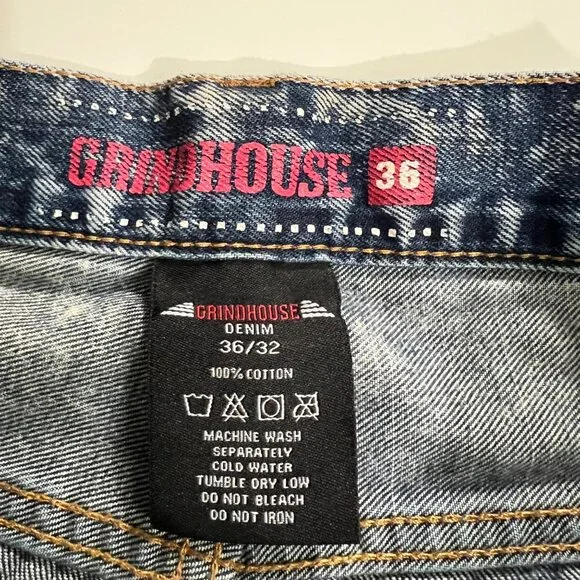 GRINDHOUSE 36
GRINDHOUSE
DENIM
36/32
100% COTTON
MACHINE WASH
SEPARATELY
COLD WATER
TUMBLE DRY LOW
DO NOT BLEACH
DO NOT IRON